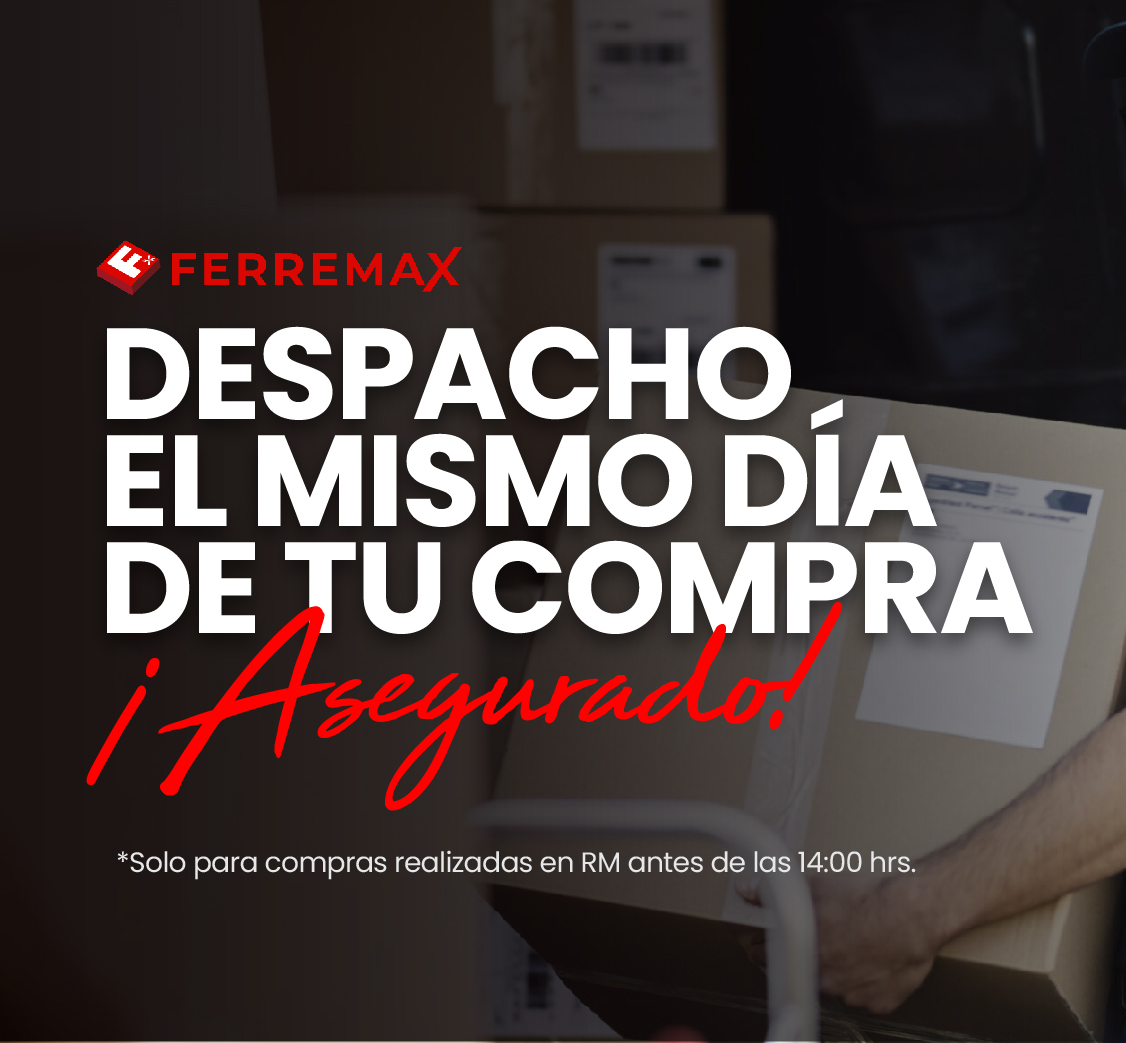 FERREMAX
DESPACHO
EL MISMO DÍA
DE TU COMPRA
¡Asegurado!
*Solo para compras realizadas en RM antes de las 14:00 hrs.